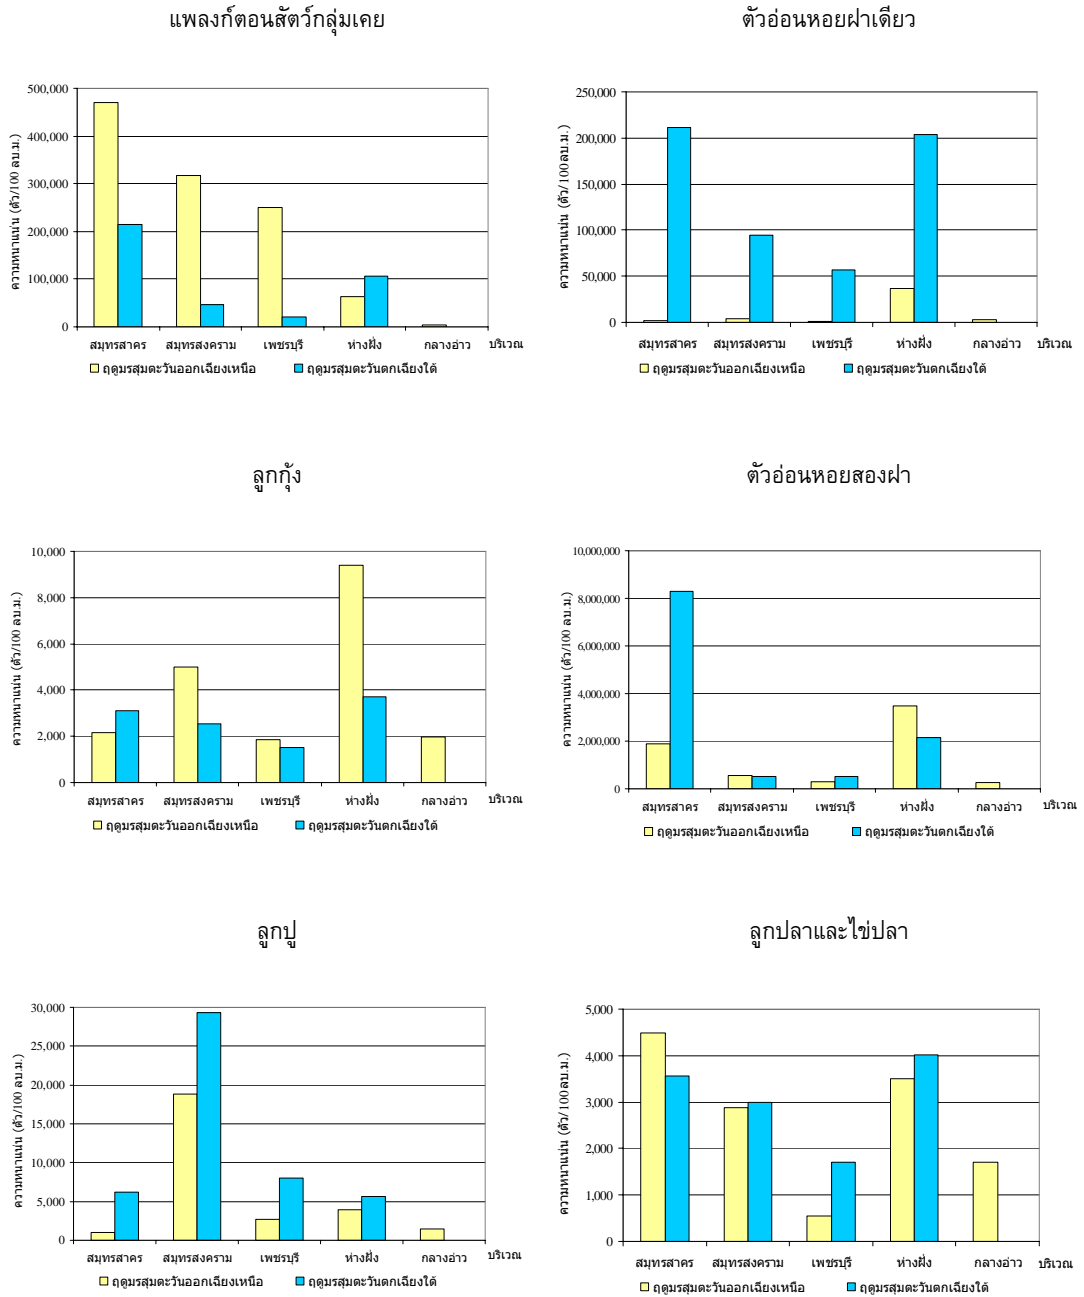 แพลงก์ตอนสัตว์กลุ่มเคย
ความหนาแน่น (ตัว/100 ลบ.ม.)
500,000
400,000
300,000
200,000
100,000
0
สมุทรสาคร สมุทรสงคราม เพชรบุรี ห่างฝั่ง กลางอ่าว บริเวณ
ฤดูมรสุมตะวันออกเฉียงเหนือ ฤดูมรสุมตะวันตกเฉียงใต้
ตัวอ่อนหอยฝาเดียว
ความหนาแน่น (ตัว/100ลบ.ม.)
250,000
200,000
150,000
100,000
50,000
0
สมุทรสาคร สมุทรสงคราม เพชรบุรี ห่างฝั่ง กลางอ่าว บริเวณ
ฤดูมรสุมตะวันออกเฉียงเหนือ ฤดูมรสุมตะวันตกเฉียงใต้
ลูกกุ้ง
ความหนาแน่น (ตัว/100 ลบ.ม.)
10,000
8,000
6,000
4,000
2,000
0
สมุทรสาคร สมุทรสงคราม เพชรบุรี ห่างฝั่ง กลางอ่าว บริเวณ
ฤดูมรสุมตะวันออกเฉียงเหนือ ฤดูมรสุมตะวันตกเฉียงใต้
ตัวอ่อนหอยสองฝา
ความหนาแน่น (ตัว/100 ลบ.ม.)
10,000,000
8,000,000
6,000,000
4,000,000
2,000,000
0
สมุทรสาคร สมุทรสงคราม เพชรบุรี ห่างฝั่ง กลางอ่าว บริเวณ
ฤดูมรสุมตะวันออกเฉียงเหนือ ฤดูมรสุมตะวันตกเฉียงใต้
ลูกปู
ความหนาแน่น (ตัว/100 ลบ.ม.)
30,000
25,000
20,000
15,000
10,000
5,000
0
สมุทรสาคร สมุทรสงคราม เพชรบุรี ห่างฝั่ง กลางอ่าว บริเวณ
ฤดูมรสุมตะวันออกเฉียงเหนือ ฤดูมรสุมตะวันตกเฉียงใต้
ลูกปลาและไข่ปลา
ความหนาแน่น (ตัว/100ลบ.ม.)
5,000
4,000
3,000
2,000
1,000
0
สมุทรสาคร สมุทรสงคราม เพชรบุรี ห่างฝั่ง กลางอ่าว บริเวณ
ฤดูมรสุมตะวันออกเฉียงเหนือ ฤดูมรสุมตะวันตกเฉียงใต้